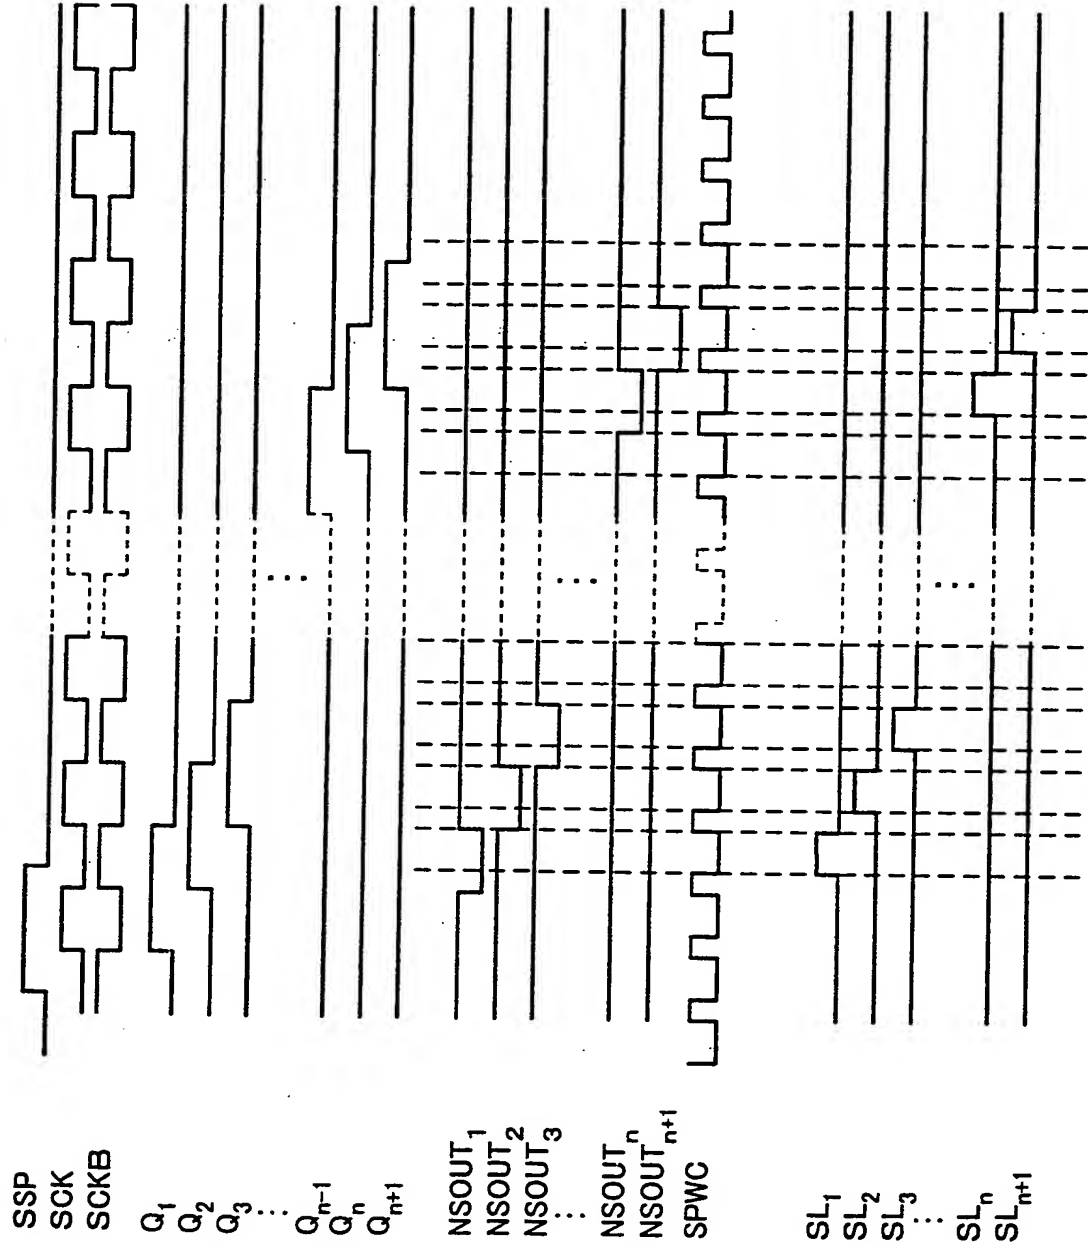 SSP
SCK
SCKB
Q1
Q2
Q3
⋮
Qn-1
Qn
Qn+1
NSOUT1
NSOUT2
NSOUT3
⋮
NSOUTn
NSOUTn+1
SPWC
SL1
SL2
SL3
⋮
SLn
SLn+1